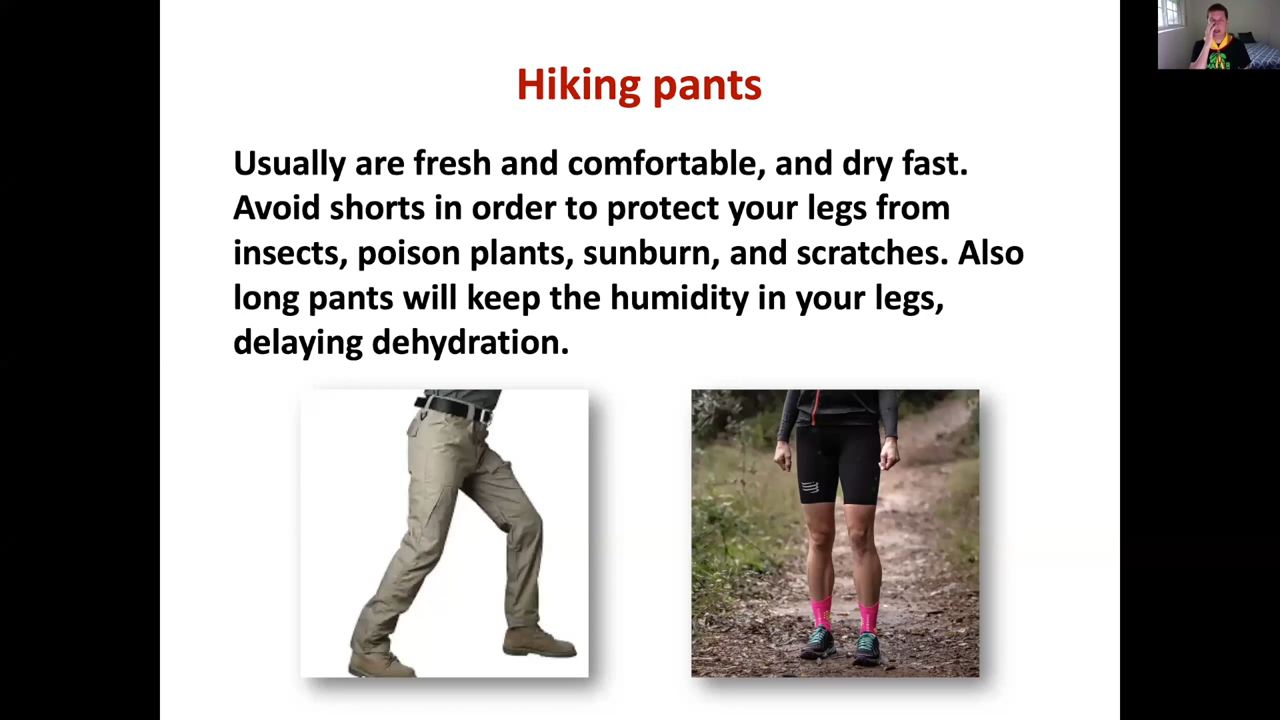 Hiking pants
Usually are fresh and comfortable, and dry fast.
Avoid shorts in order to protect your legs from
insects, poison plants, sunburn, and scratches. Also
long pants will keep the humidity in your legs,
delaying dehydration.